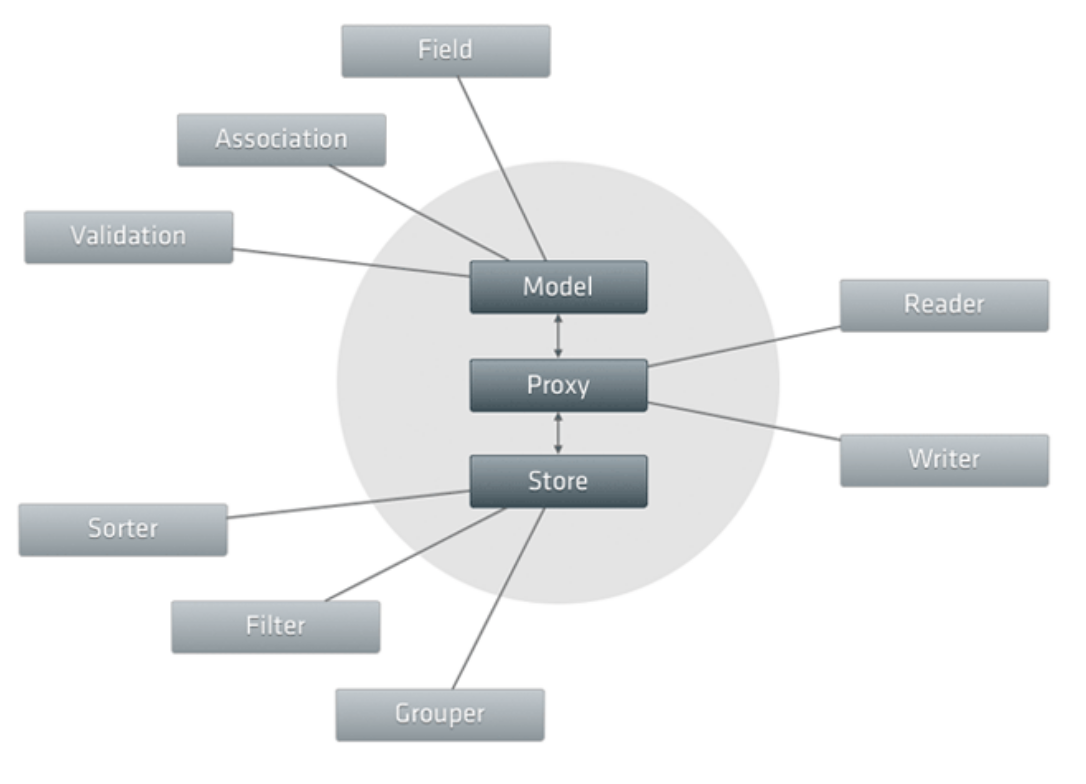 Field
Association
Validation
Model
Reader
Proxy
Writer
Store
Sorter
Filter
Grouper